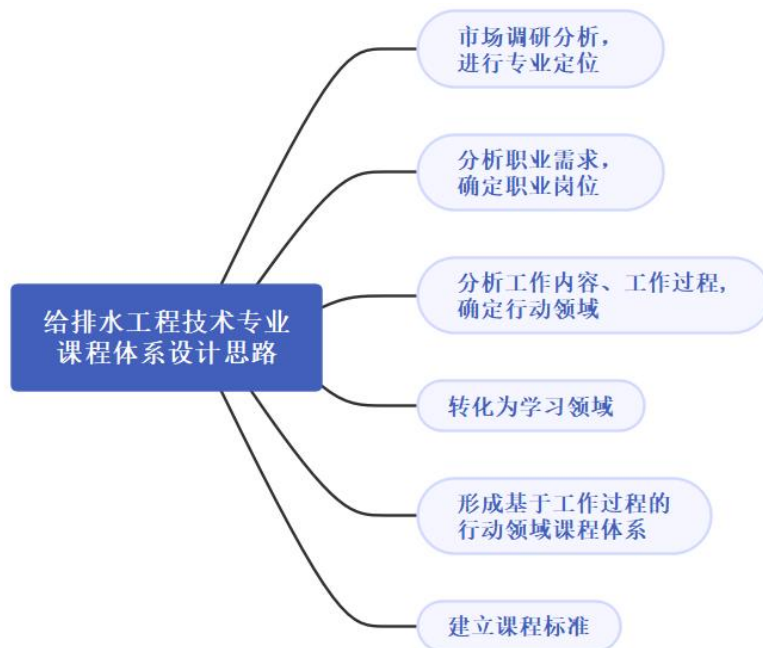 给排水工程技术专业
课程体系设计思路
市场调研分析，
进行专业定位
分析职业需求，
确定职业岗位
分析工作内容、工作过程，
确定行动领域
转化为学习领域
形成基于工作过程的
行动领域课程体系
建立课程标准